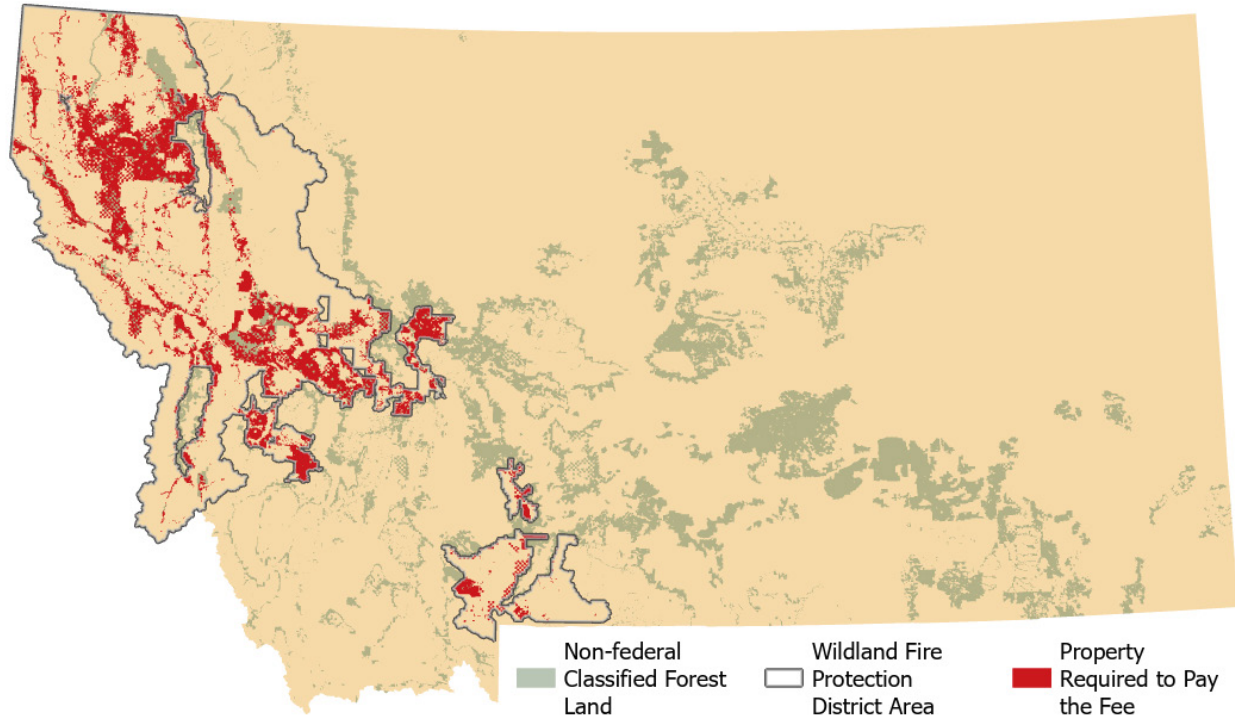 Non-federal
Classified Forest
Land
Wildland Fire
Protection
District Area
Property
Required to Pay
the Fee